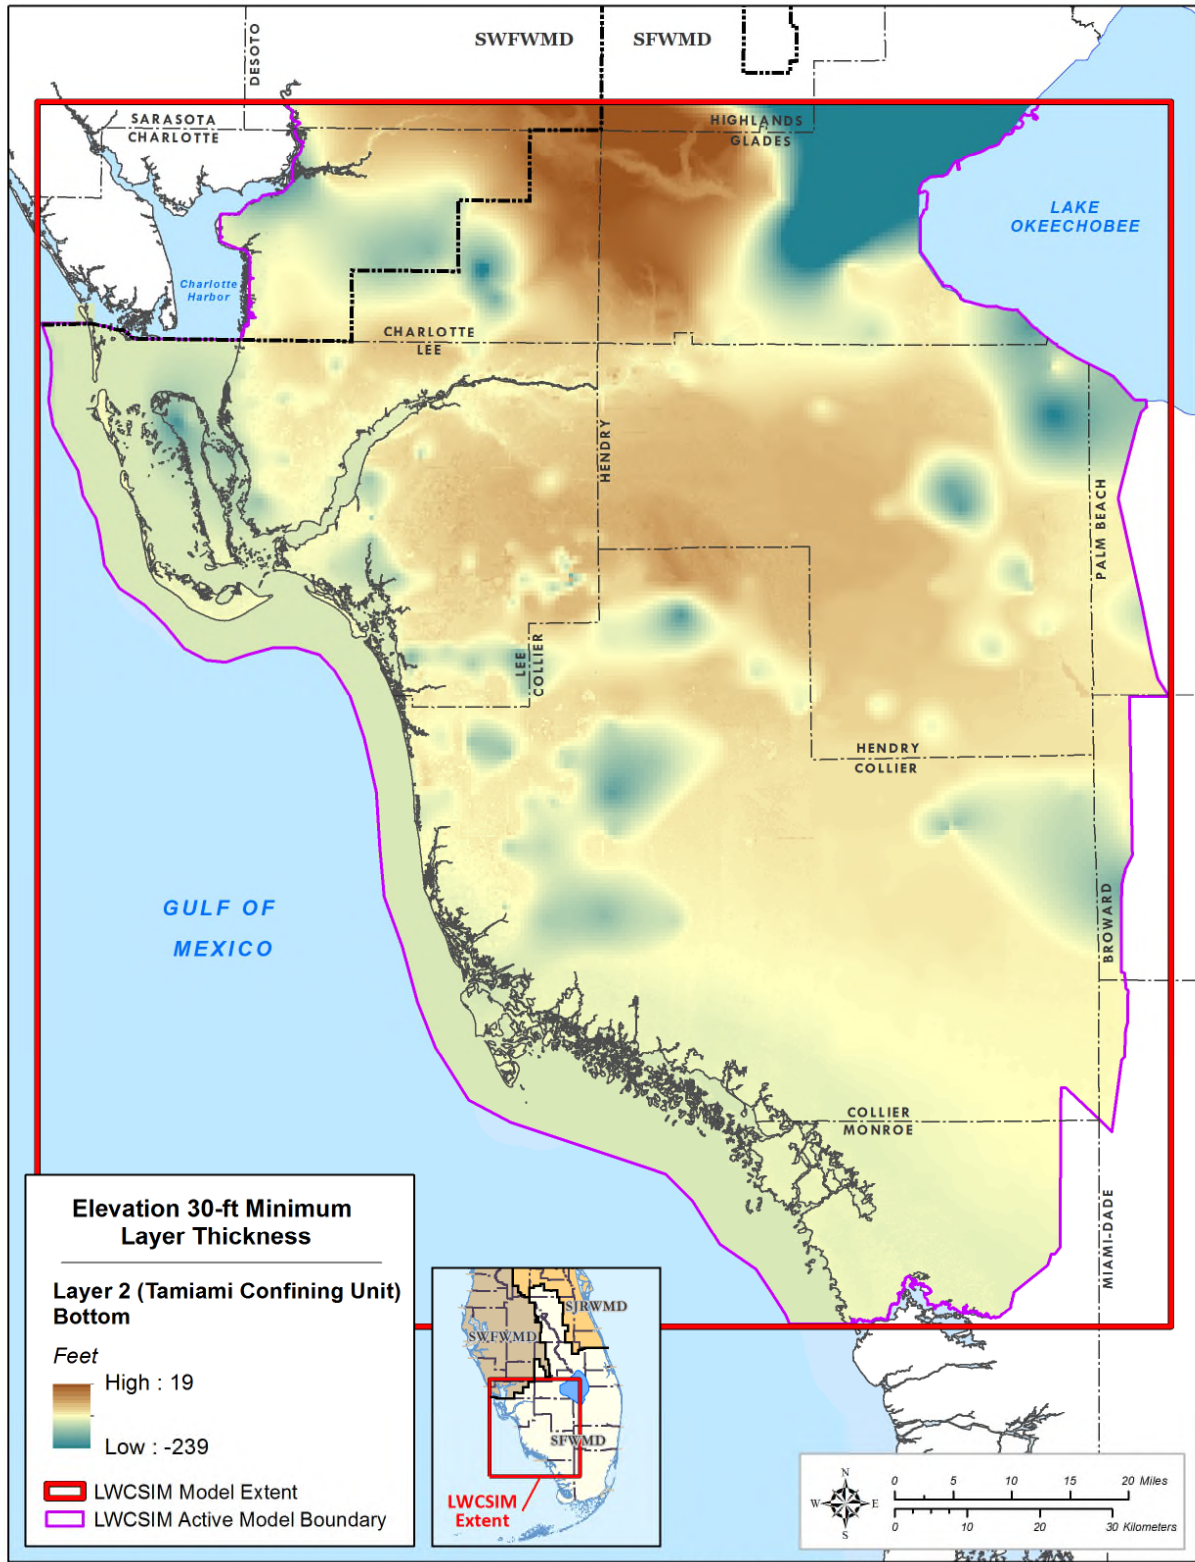 SWFWMD
SFWMD
DESOTO
SARASOTA
CHARLOTTE
HIGHLANDS
GLADES
LAKE
OKEECHOBEE
Charlotte
Harbor
CHARLOTTE
LEE
HENDRY
PALM BEACH
LEE
COLLIER
HENDRY
COLLIER
GULF OF
MEXICO
BROWARD
COLLIER
MONROE
MIAMI-DADE
Elevation 30-ft Minimum
Layer Thickness
Layer 2 (Tamiami Confining Unit)
Bottom
Feet
High : 19
Low : -239
LWCSIM Model Extent
LWCSIM Active Model Boundary
SJRWMD
SWFWMD
SFWMD
LWCSIM
Extent
N
W E
S
0 5 10 15 20 Miles
0 10 20 30 Kilometers